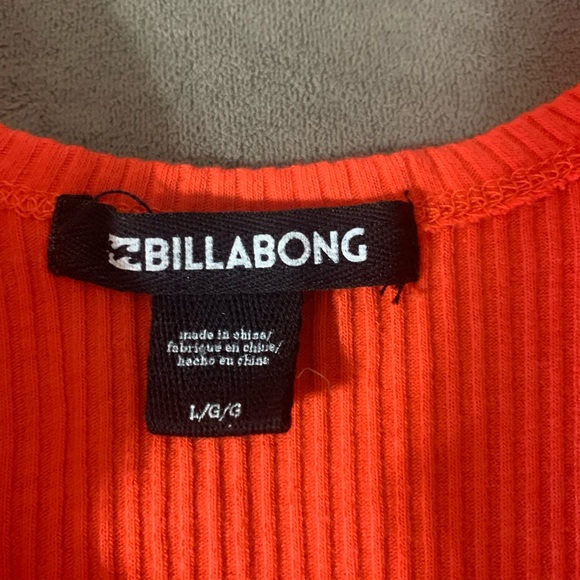 BILLABONG
made in china/
fabriqué en chine/
hecho en china
L/G/G